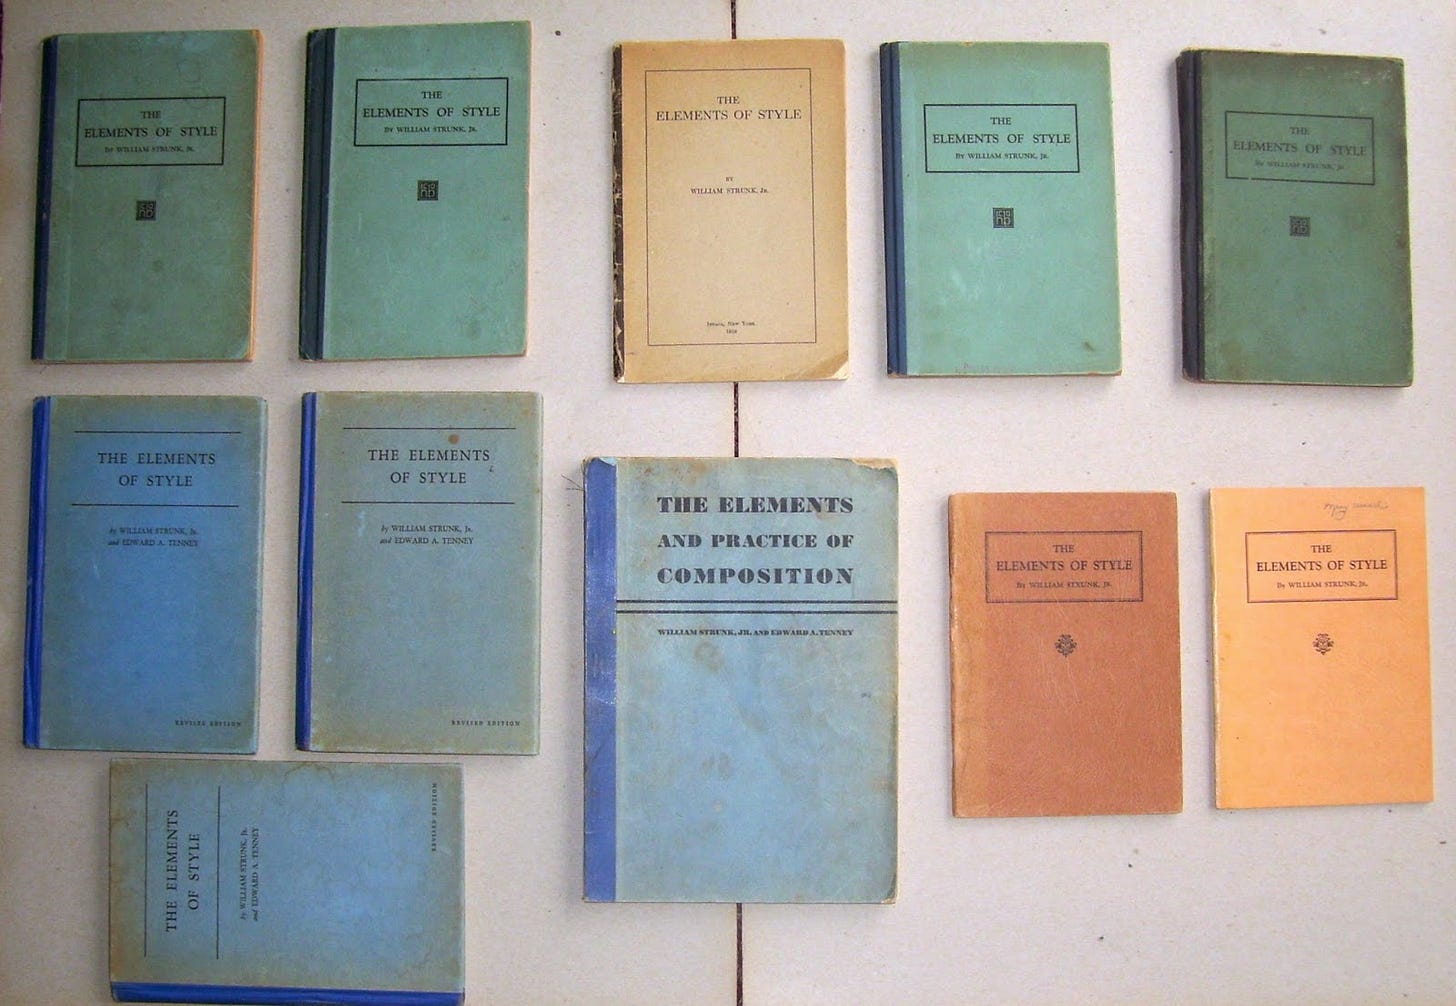 THE
ELEMENTS OF STYLE
By WILLIAM STRUNK, Jr.
THE
ELEMENTS OF STYLE
By WILLIAM STRUNK, Jr.
THE
ELEMENTS OF STYLE
BY
WILLIAM STRUNK, Jr.
Ithaca, New York
1918
THE
ELEMENTS OF STYLE
By WILLIAM STRUNK, Jr.
THE
ELEMENTS OF STYLE
By WILLIAM STRUNK, Jr.
THE ELEMENTS
OF STYLE
by WILLIAM STRUNK, Jr.
and EDWARD A. TENNEY
REVISED EDITION
THE ELEMENTS
OF STYLE
by WILLIAM STRUNK, Jr.
and EDWARD A. TENNEY
REVISED EDITION
THE ELEMENTS
AND PRACTICE OF
COMPOSITION
WILLIAM STRUNK, JR. AND EDWARD A. TENNEY
THE
ELEMENTS OF STYLE
By WILLIAM STRUNK, Jr.
THE
ELEMENTS OF STYLE
By WILLIAM STRUNK, Jr.
THE ELEMENTS
OF STYLE
by WILLIAM STRUNK, Jr.
and EDWARD A. TENNEY
REVISED EDITION